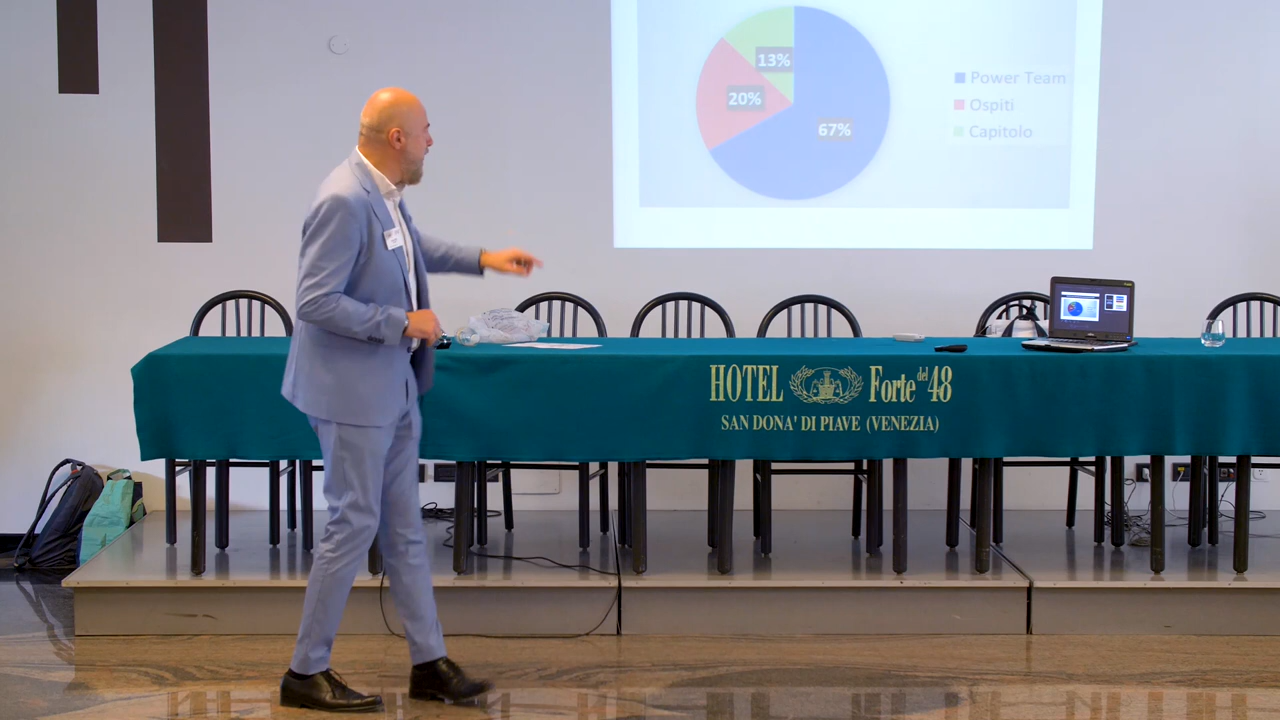 13%
20%
67%
Power Team
Ospiti
Capitolo
HOTEL Forte del 48
SAN DONA' DI PIAVE (VENEZIA)